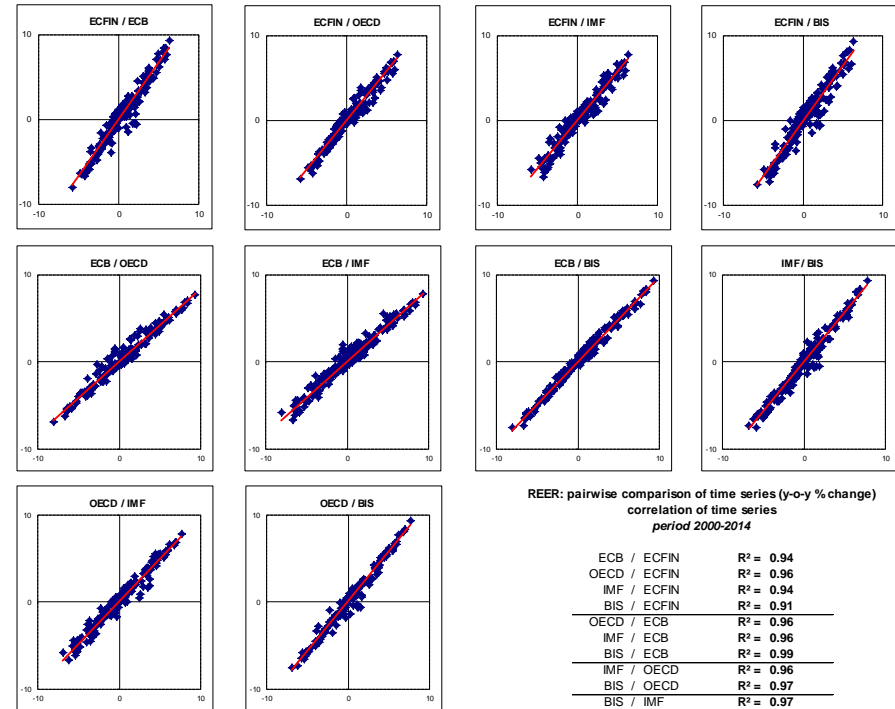 ECFIN / ECB
10
0
-10
-10 0 10
ECFIN / OECD
10
0
-10
-10 0 10
ECFIN / IMF
10
0
-10
-10 0 10
ECFIN / BIS
10
0
-10
-10 0 10
ECB / OECD
10
0
-10
-10 0 10
ECB / IMF
10
0
-10
-10 0 10
ECB / BIS
10
0
-10
-10 0 10
IMF/ BIS
10
0
-10
-10 0 10
OECD / IMF
10
0
-10
-10 0 10
OECD / BIS
10
0
-10
-10 0 10
REER: pairwise comparison of time series (y-o-y % change)
correlation of time series
period 2000-2014
ECB / ECFIN R² = 0.94
OECD / ECFIN R² = 0.96
IMF / ECFIN R² = 0.94
BIS / ECFIN R² = 0.91
OECD / ECB R² = 0.96
IMF / ECB R² = 0.96
BIS / ECB R² = 0.99
IMF / OECD R² = 0.96
BIS / OECD R² = 0.97
BIS / IMF R² = 0.97